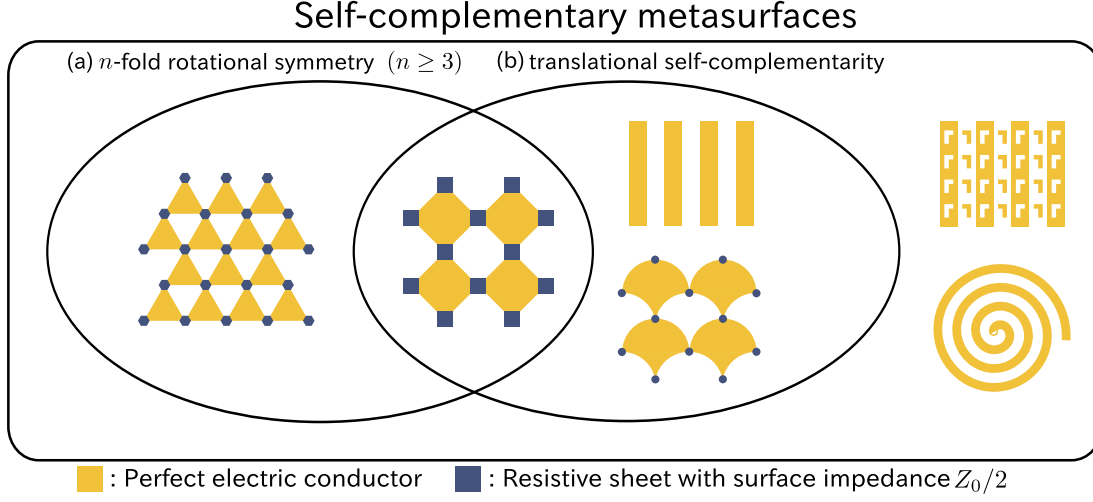 Self-complementary metasurfaces
(a) n-fold rotational symmetry (n ≥ 3) (b) translational self-complementarity
: Perfect electric conductor : Resistive sheet with surface impedance Z₀/2